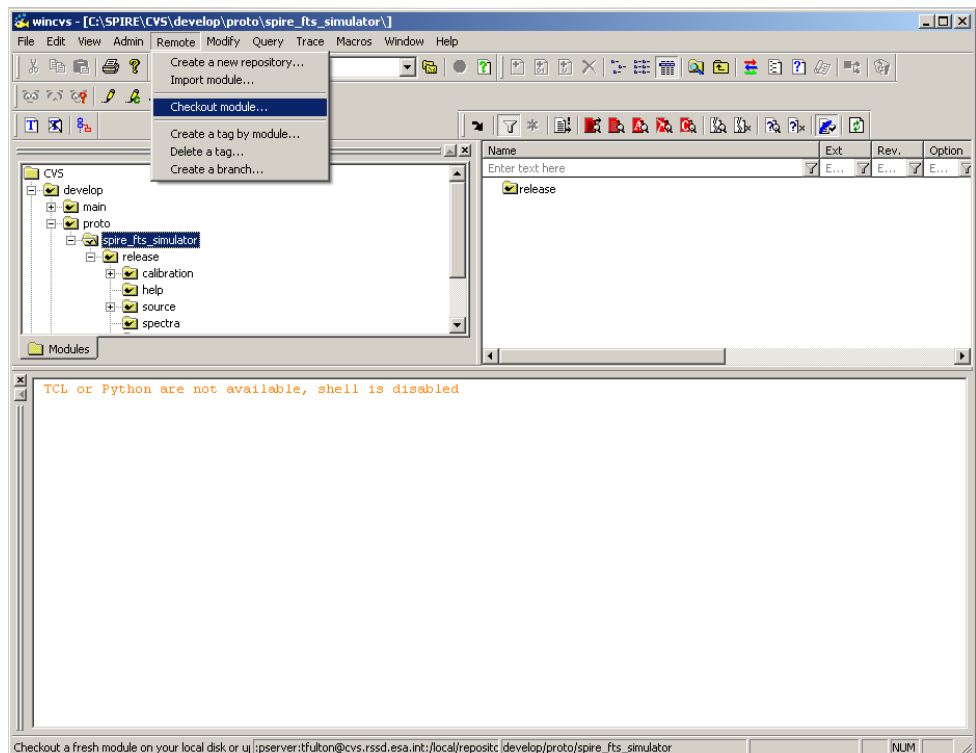 wincvs - [C:\SPIRE\CVS\develop\proto\spire_fts_simulator\]
File Edit View Admin Remote Modify Query Trace Macros Window Help
Create a new repository...
Import module...
Checkout module...
Create a tag by module...
Delete a tag...
Create a branch...
Name Ext Rev. Option
Enter text here E... E... E...
CVS
develop
main
proto
spire_fts_simulator
release
calibration
help
source
spectra
Modules
release
TCL or Python are not available, shell is disabled
Checkout a fresh module on your local disk or u :pserver:tfulton@cvs.rssd.esa.int:/local/reposito develop/proto/spire_fts_simulator NUM